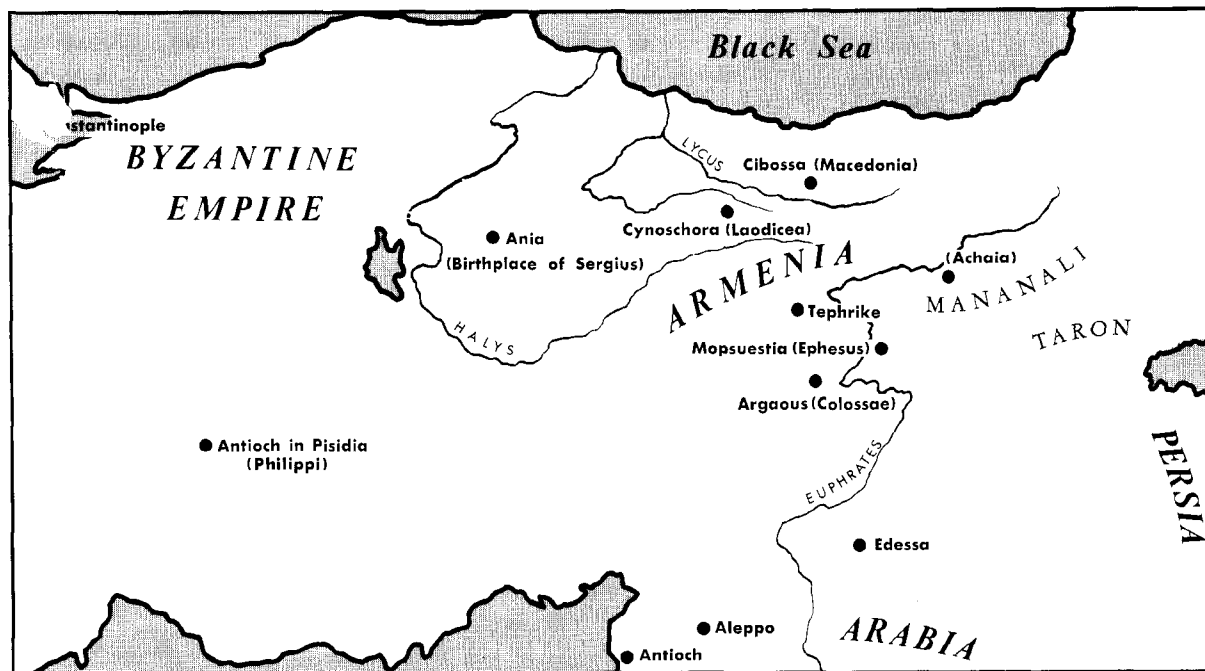 Black Sea
stantinople
BYZANTINE
EMPIRE
LYCUS
Cibossa (Macedonia)
Cynoschora (Laodicea)
Ania
(Birthplace of Sergius)
ARMENIA
(Achaia)
MANANALI
TARON
HALYS
Tephrike
Mopsuestia (Ephesus)
Argaous (Colossae)
Antioch in Pisidia
(Philippi)
EUPHRATES
PERSIA
Edessa
Aleppo
ARABIA
Antioch